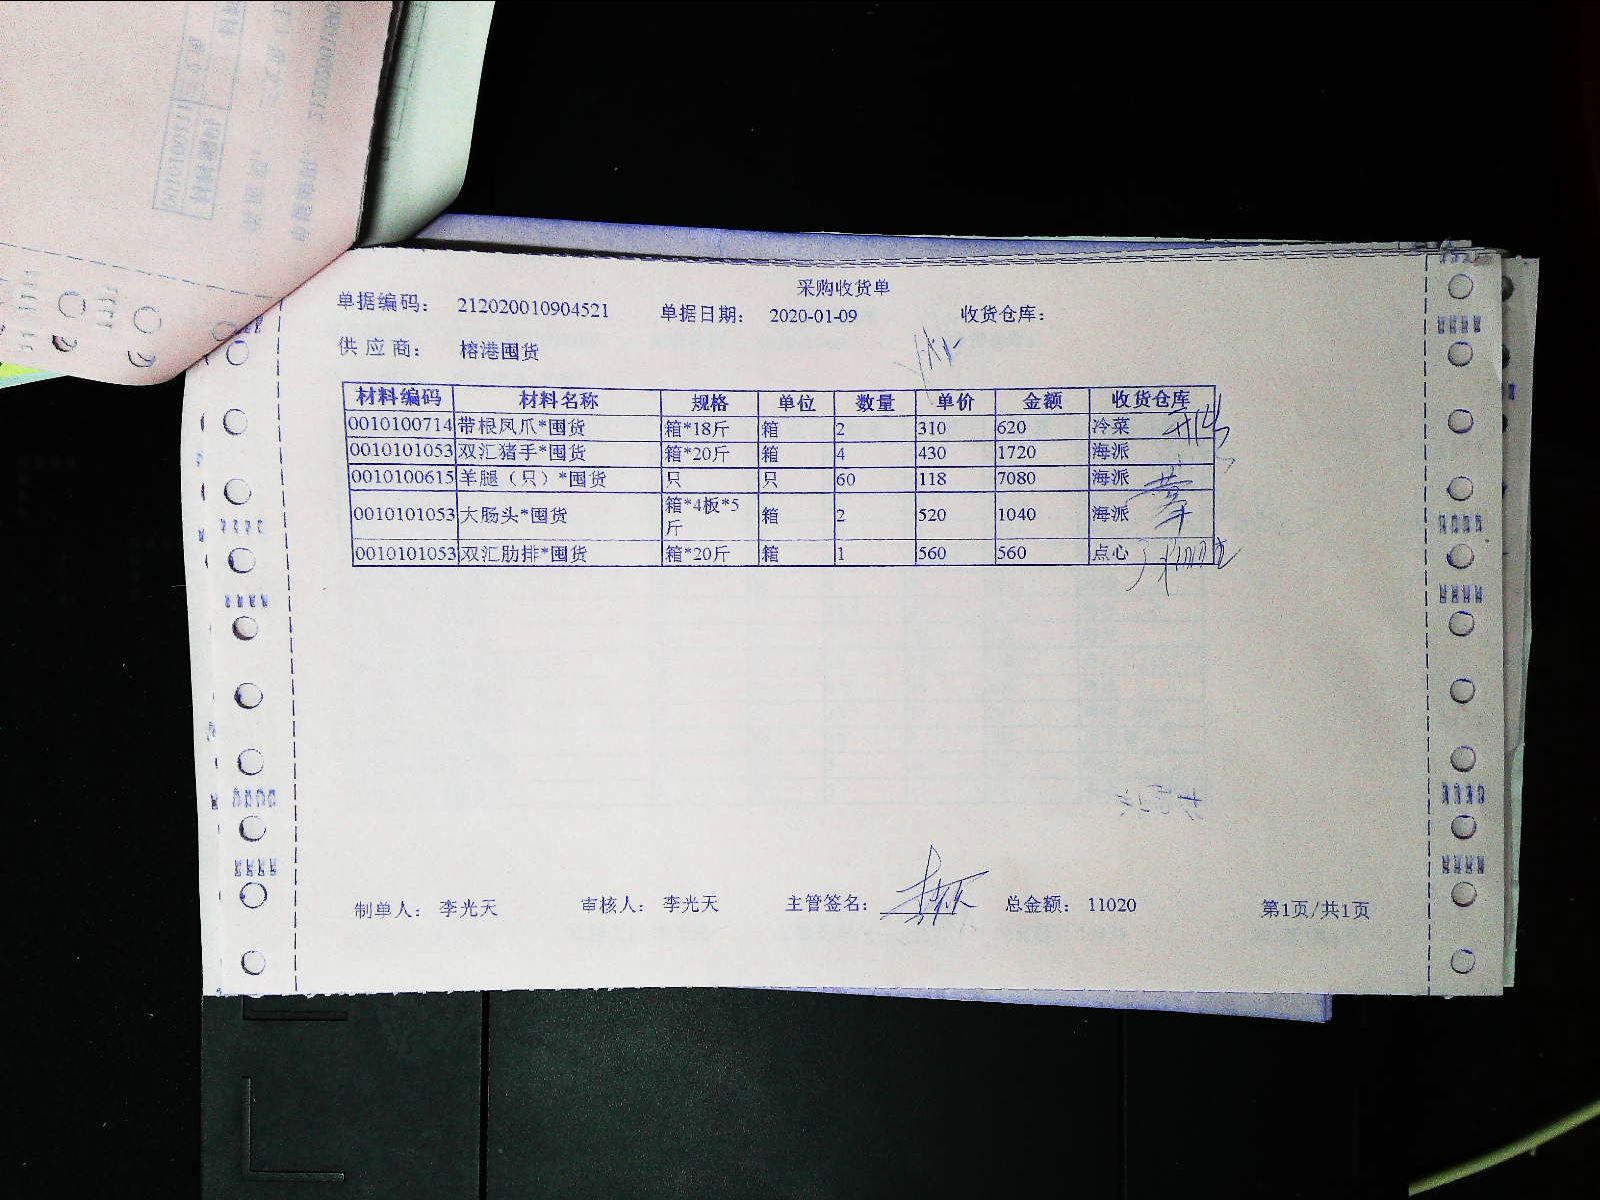 采购收货单
单据编码： 212020010904521 单据日期： 2020-01-09 收货仓库：
供应商： 榕港囤货
材料编码 材料名称 规格 单位 数量 单价 金额 收货仓库
0010100714 带根凤爪*囤货 箱*18斤 箱 2 310 620 冷菜
0010101053 双汇猪手*囤货 箱*20斤 箱 4 430 1720 海派
0010100615 羊腿（只）*囤货 只 只 60 118 7080 海派
0010101053 大肠头*囤货 箱*4板*5斤 箱 2 520 1040 海派
0010101053 双汇肋排*囤货 箱*20斤 箱 1 560 560 点心
制单人： 李光天 审核人： 李光天 主管签名： 总金额： 11020 第1页/共1页